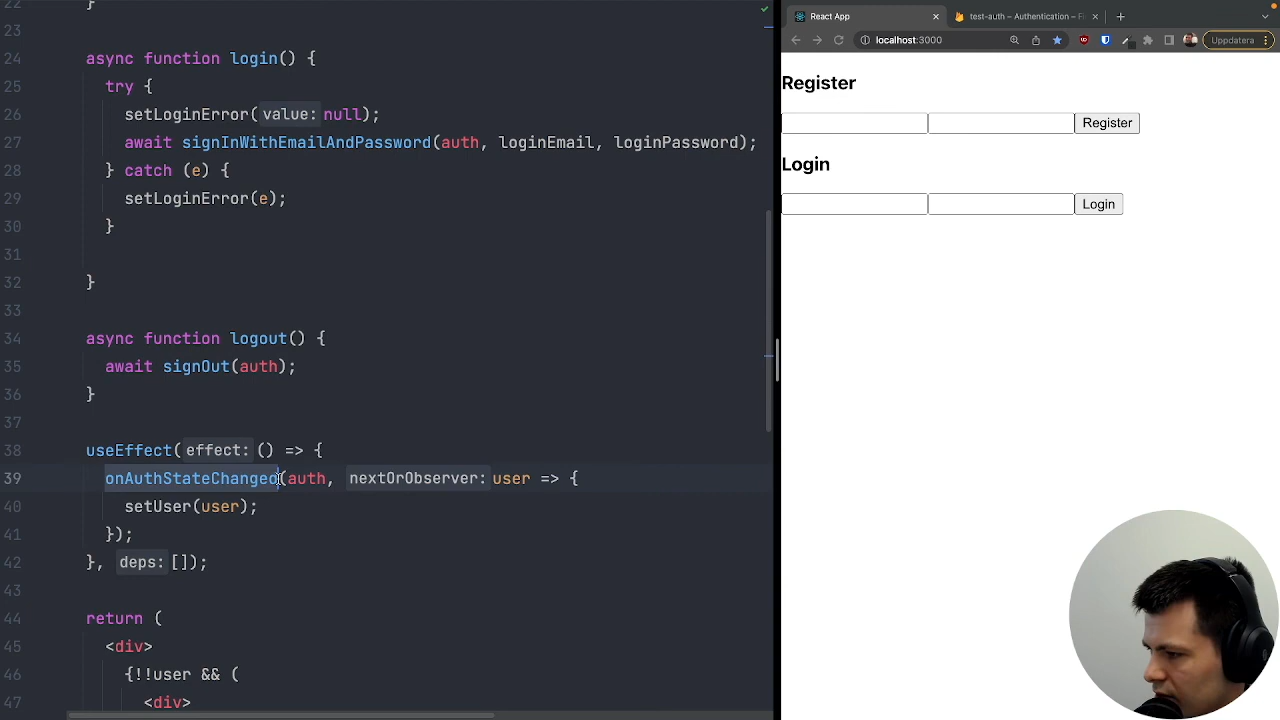 22
}
23
24 async function login() {
25 try {
26 setLoginError( value: null);
27 await signInWithEmailAndPassword(auth, loginEmail, loginPassword);
28 } catch (e) {
29 setLoginError(e);
30 }
31
32 }
33
34 async function logout() {
35 await signOut(auth);
36 }
37
38 useEffect( effect: () => {
39 onAuthStateChanged(auth, nextOrObserver: user => {
40 setUser(user);
41 });
42 }, deps: []);
43
44 return (
45 <div>
46 {!!user && (
47 <div>
React App
test-auth – Authentication –
localhost:3000
Uppdatera
Register
Register
Login
Login